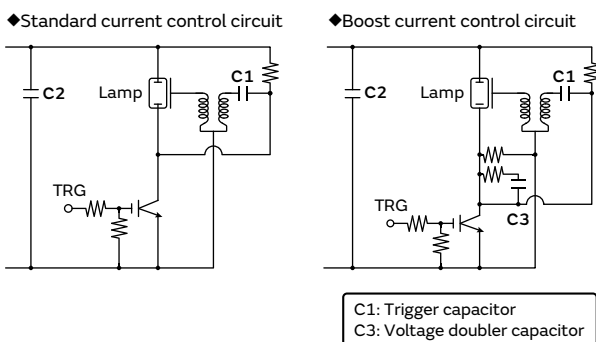 ◆Standard current control circuit
C2
Lamp
C1
TRG
◆Boost current control circuit
C2
Lamp
C1
TRG
C3
C1: Trigger capacitor
C3: Voltage doubler capacitor